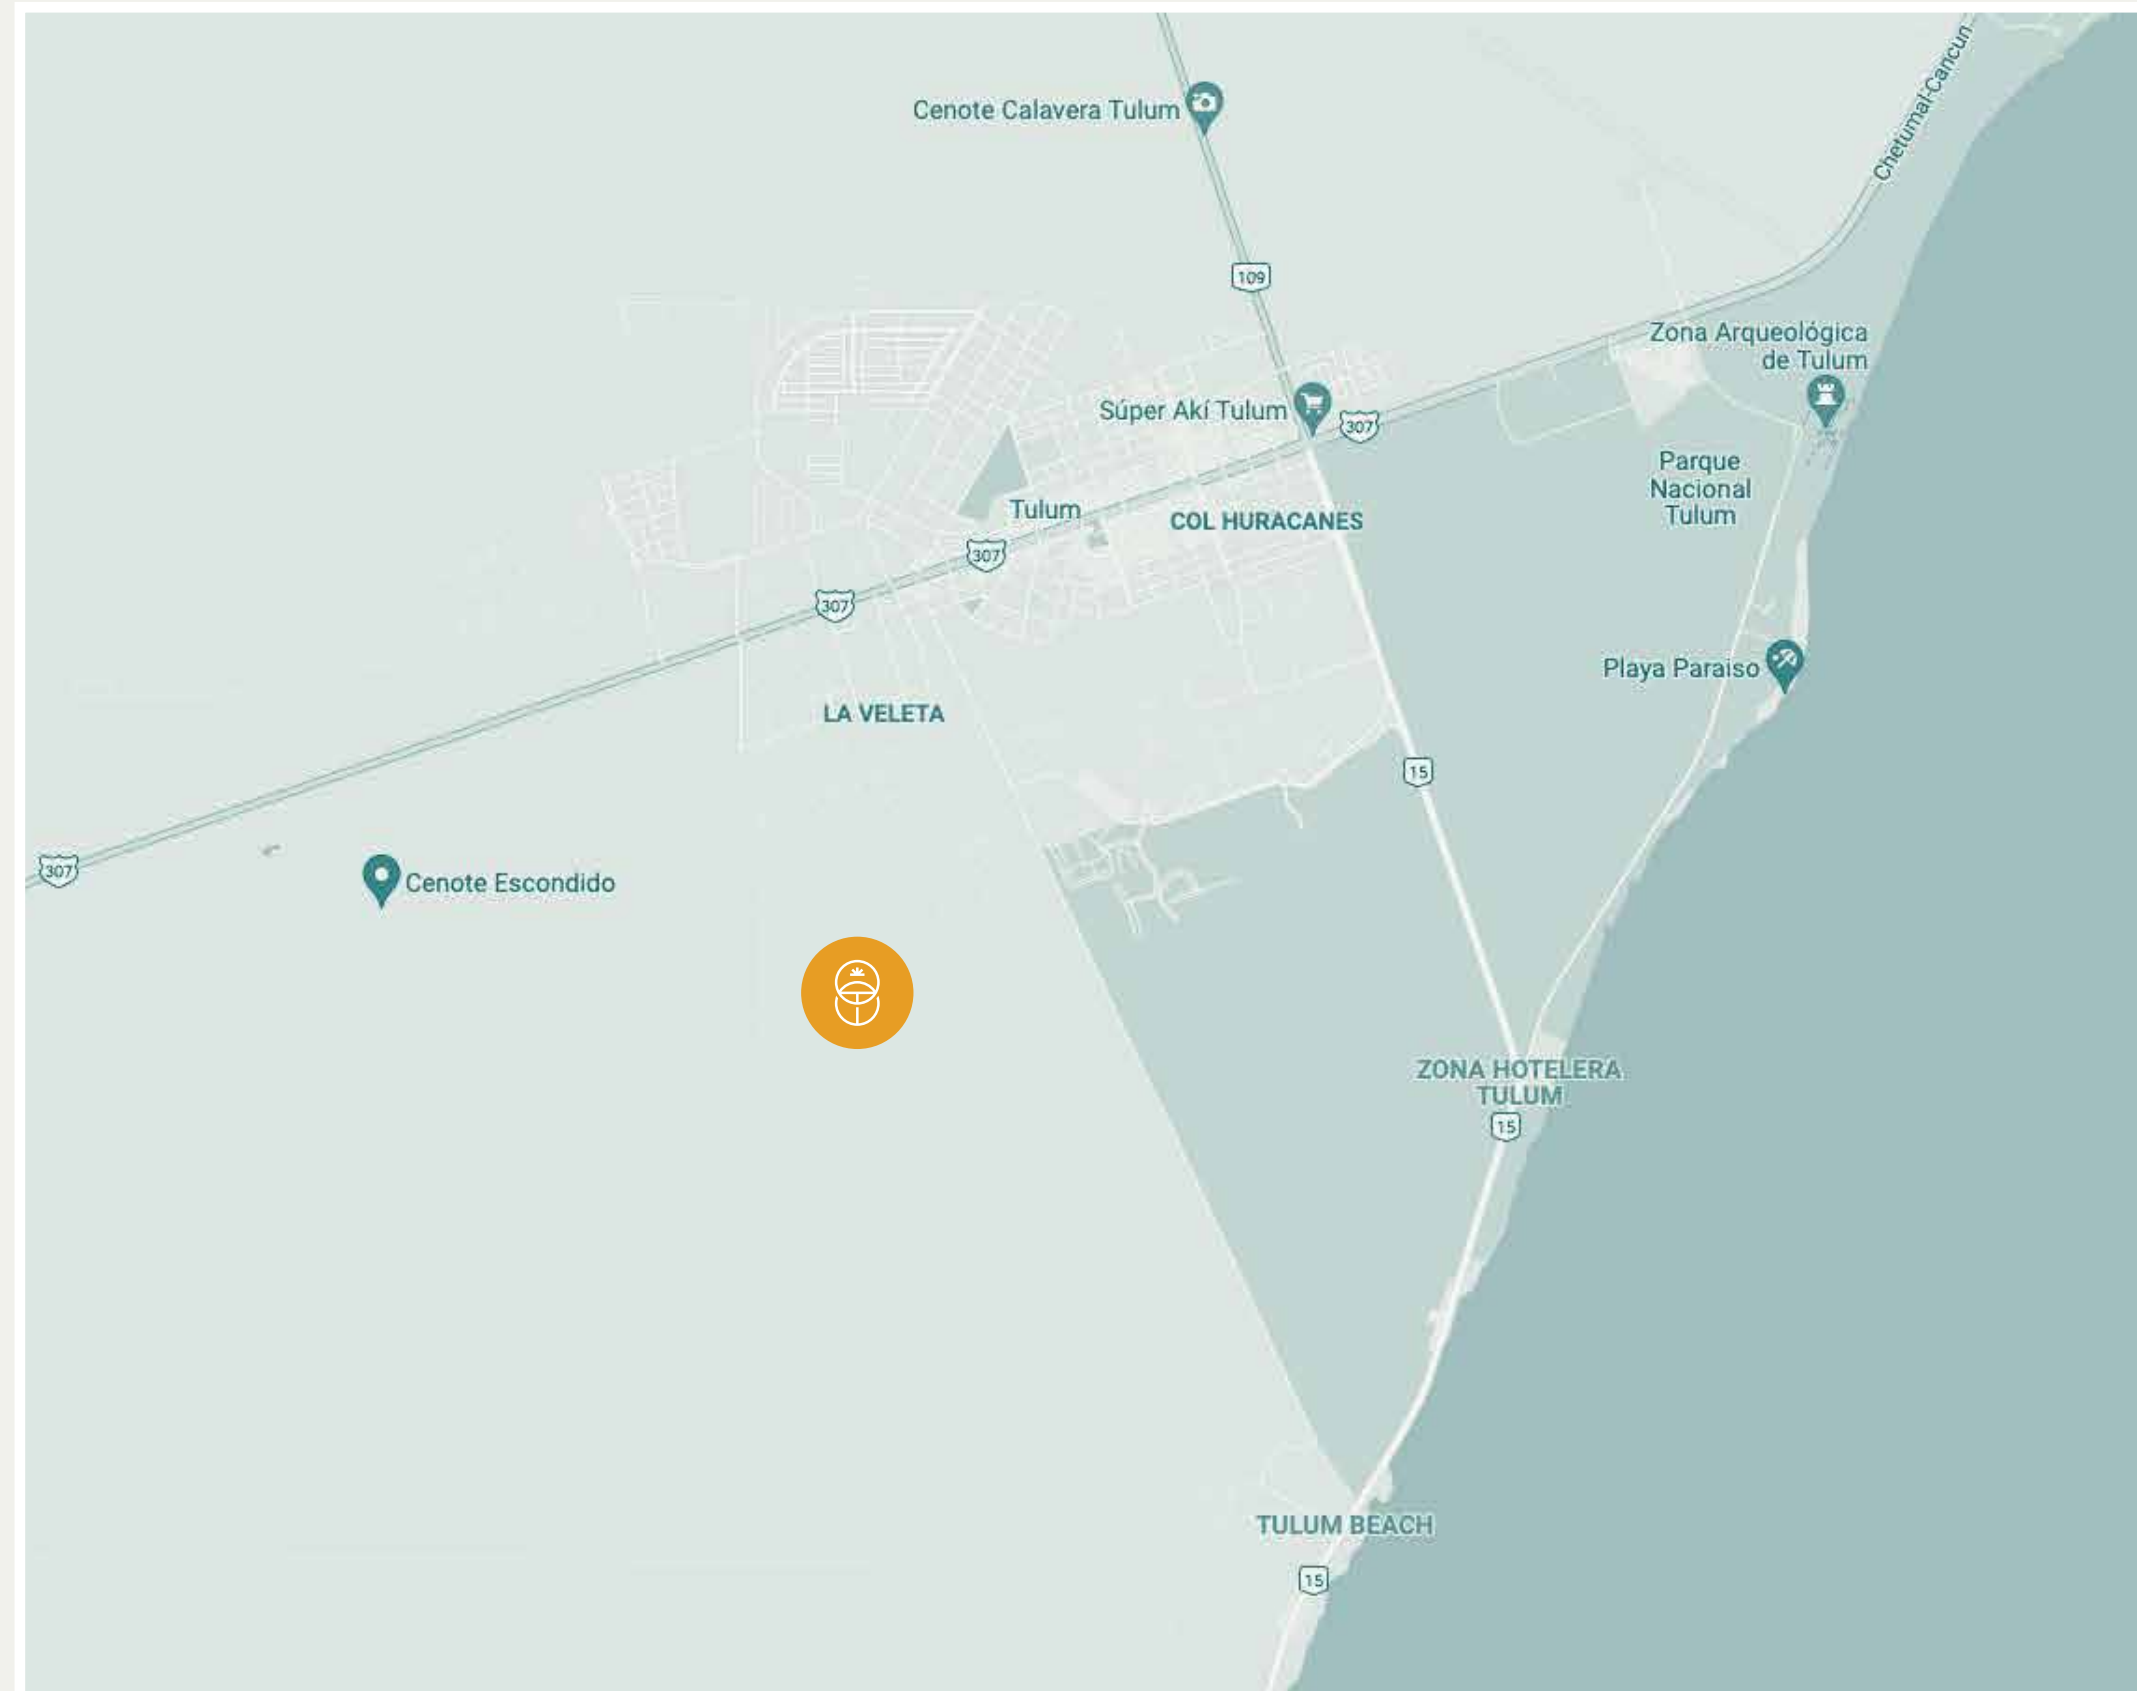 Chetumal-Cancun
Cenote Calavera Tulum
109
Zona Arqueológica
de Tulum
Súper Akí Tulum
307
Parque
Nacional
Tulum
Tulum
COL HURACANES
307
307
Playa Paraiso
LA VELETA
15
307
Cenote Escondido
ZONA HOTELERA
TULUM
15
TULUM BEACH
15